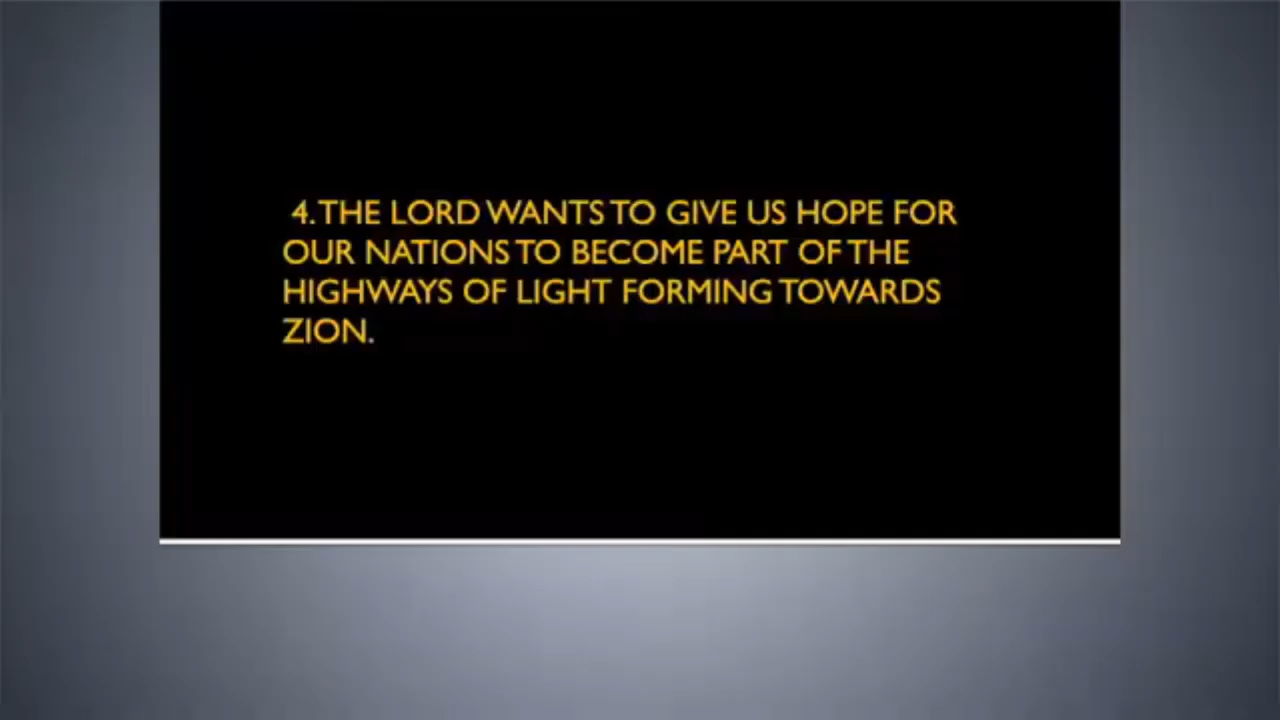 4. THE LORD WANTS TO GIVE US HOPE FOR
OUR NATIONS TO BECOME PART OF THE
HIGHWAYS OF LIGHT FORMING TOWARDS
ZION.